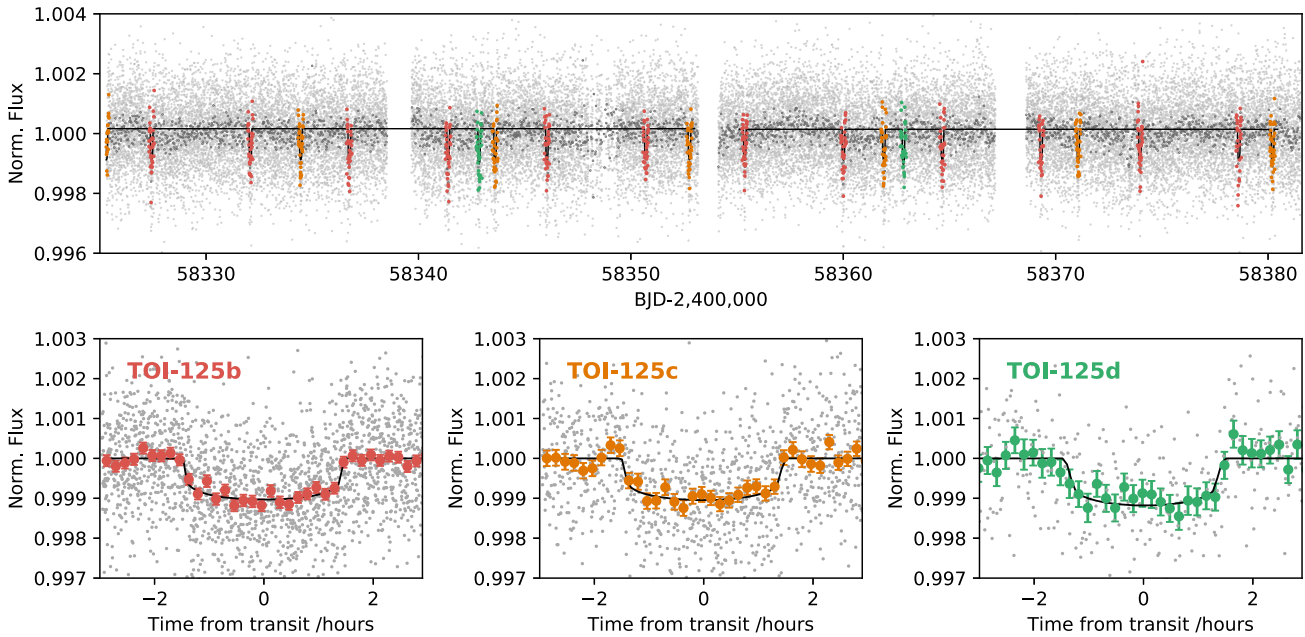 1.004
1.002
1.000
0.998
0.996
Norm. Flux
58330 58340 58350 58360 58370 58380
BJD-2,400,000
1.003
1.002
1.001
1.000
0.999
0.998
0.997
Norm. Flux
TOI-125b
−2 0 2
Time from transit /hours
1.003
1.002
1.001
1.000
0.999
0.998
0.997
Norm. Flux
TOI-125c
−2 0 2
Time from transit /hours
1.003
1.002
1.001
1.000
0.999
0.998
0.997
Norm. Flux
TOI-125d
−2 0 2
Time from transit /hours